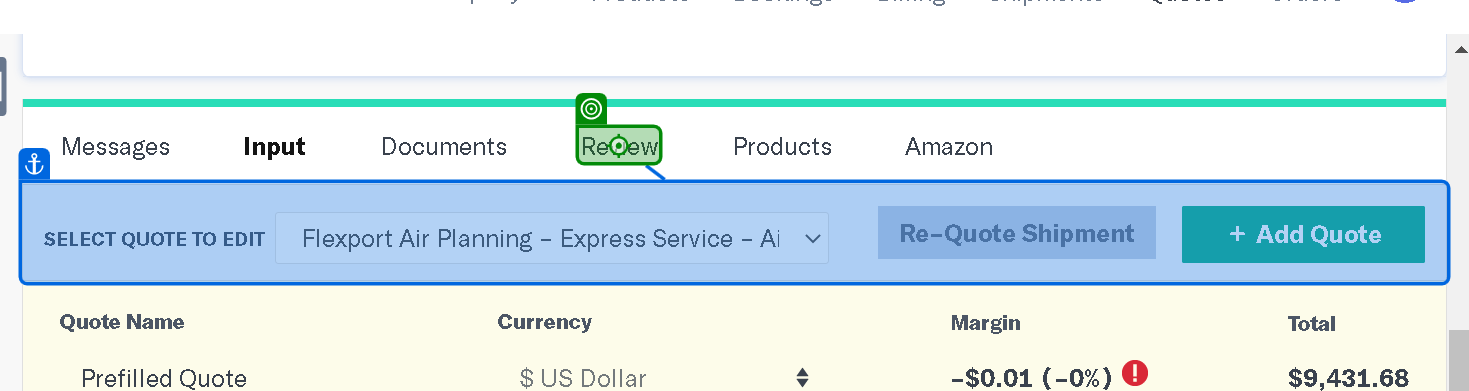 Messages Input Documents Review Products Amazon
SELECT QUOTE TO EDIT Flexport Air Planning – Express Service – Ai Re-Quote Shipment + Add Quote
Quote Name Currency Margin Total
Prefilled Quote $ US Dollar -$0.01 (-0%) $9,431.68